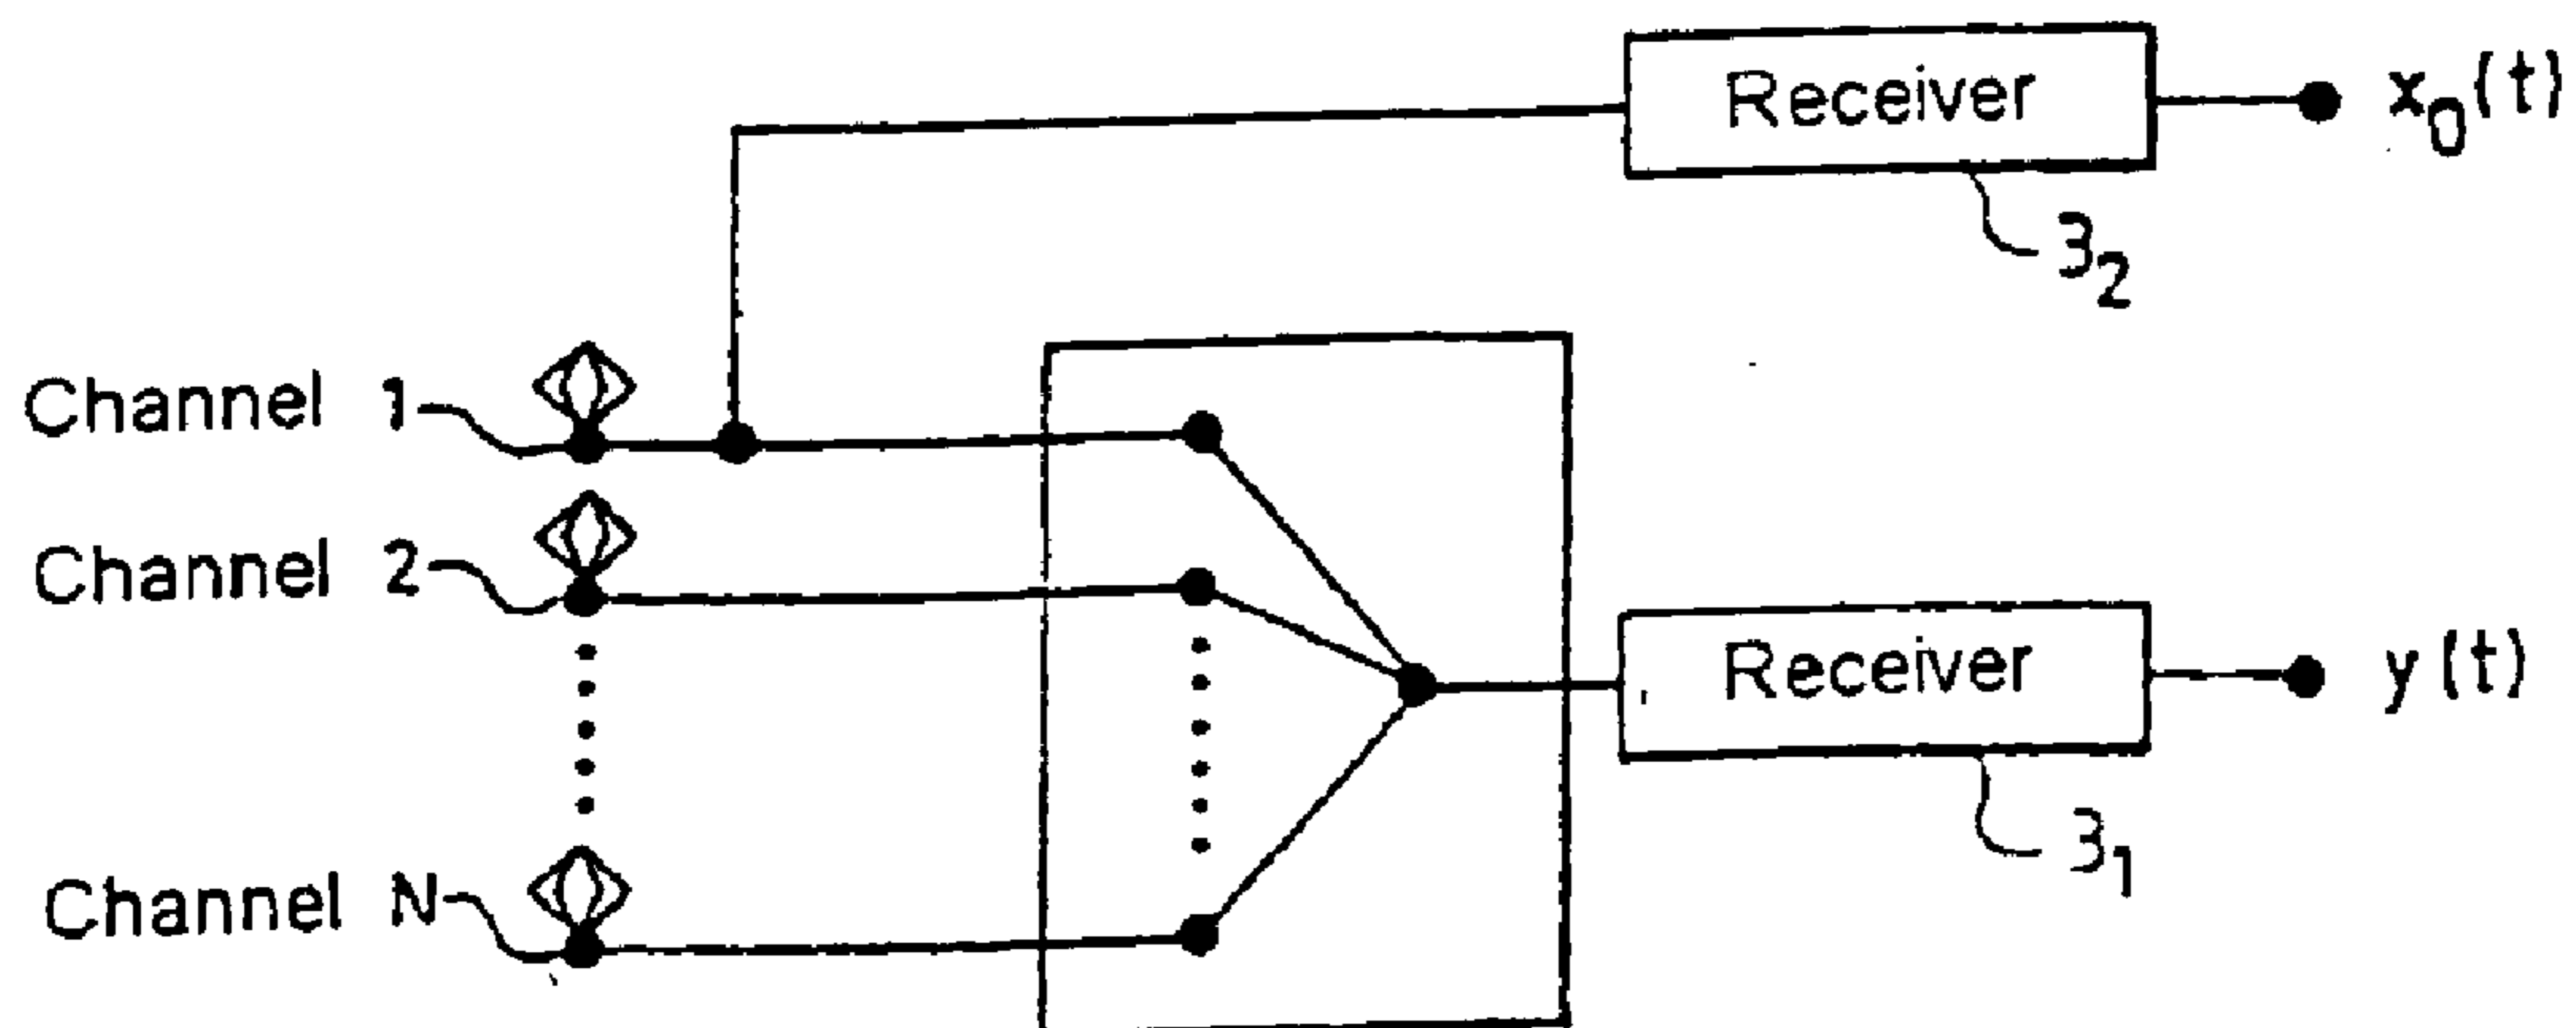 Receiver
x₀(t)
3₂
Channel 1
Channel 2
Receiver
y(t)
3₁
Channel N